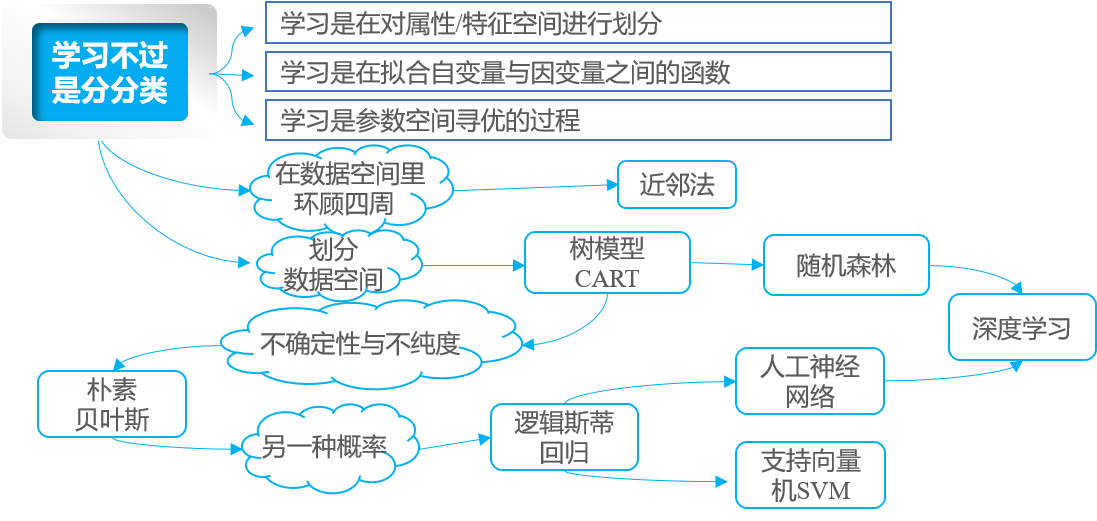 学习不过
是分分类
学习是在对属性/特征空间进行划分
学习是在拟合自变量与因变量之间的函数
学习是参数空间寻优的过程
在数据空间里
环顾四周
近邻法
划分
数据空间
树模型
CART
随机森林
深度学习
不确定性与不纯度
人工神经
网络
朴素
贝叶斯
另一种概率
逻辑斯蒂
回归
支持向量
机SVM